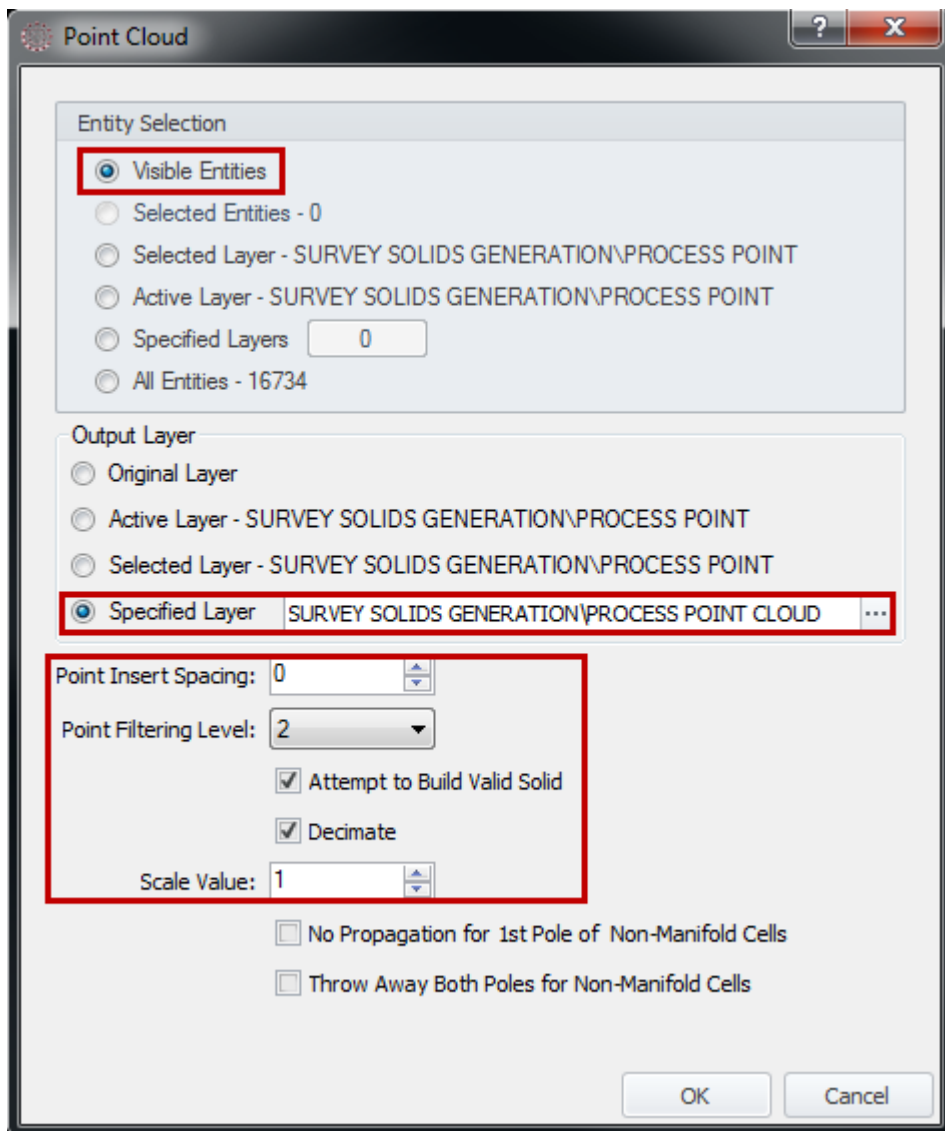 Point Cloud
?
Entity Selection
Visible Entities
Selected Entities - 0
Selected Layer - SURVEY SOLIDS GENERATION\PROCESS POINT
Active Layer - SURVEY SOLIDS GENERATION\PROCESS POINT
Specified Layers 0
All Entities - 16734
Output Layer
Original Layer
Active Layer - SURVEY SOLIDS GENERATION\PROCESS POINT
Selected Layer - SURVEY SOLIDS GENERATION\PROCESS POINT
Specified Layer SURVEY SOLIDS GENERATION\PROCESS POINT CLOUD ...
Point Insert Spacing: 0
Point Filtering Level: 2
Attempt to Build Valid Solid
Decimate
Scale Value: 1
No Propagation for 1st Pole of Non-Manifold Cells
Throw Away Both Poles for Non-Manifold Cells
OK Cancel